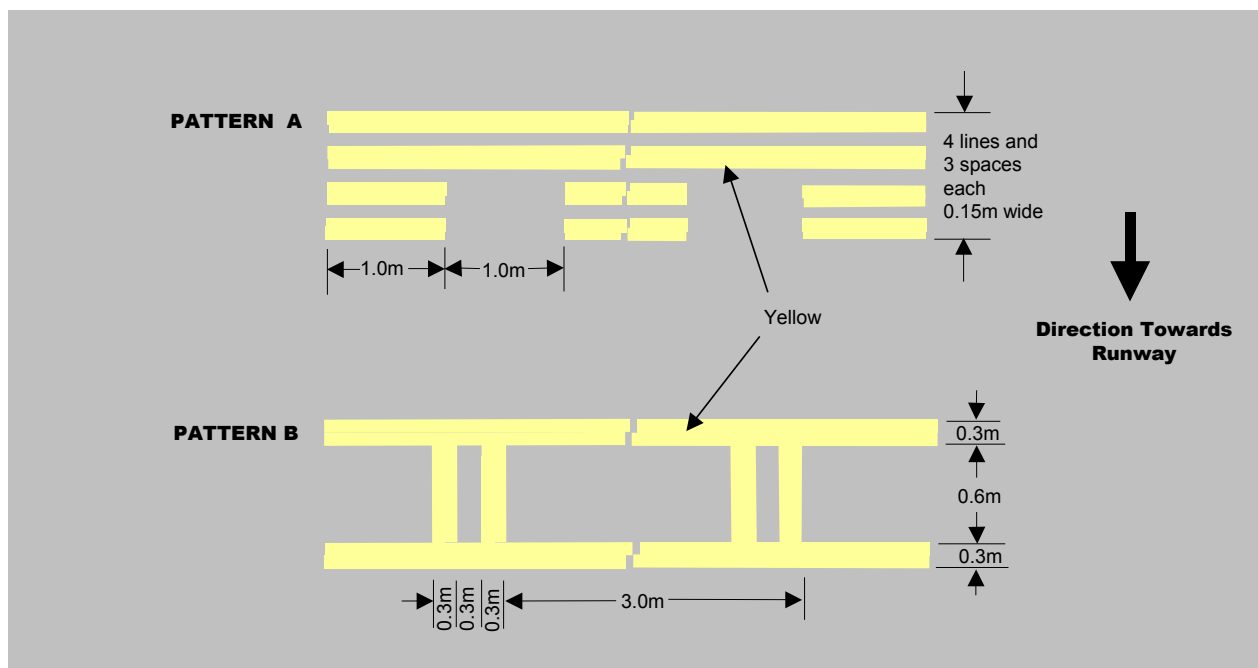 PATTERN A
4 lines and
3 spaces
each
0.15m wide
1.0m
1.0m
Yellow
Direction Towards
Runway
PATTERN B
0.3m
0.6m
0.3m
0.3m
0.3m
0.3m
3.0m